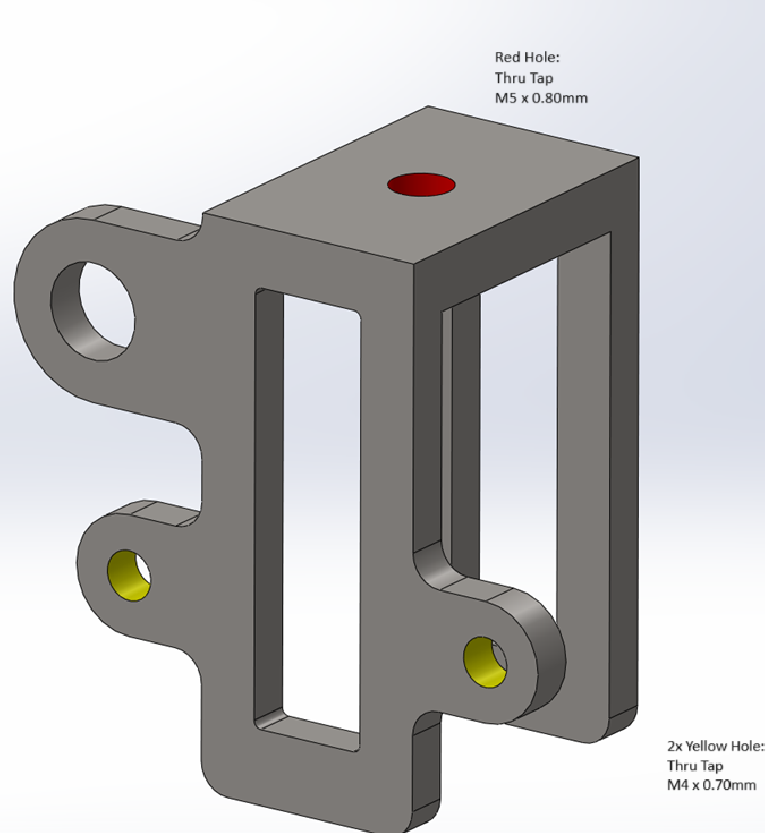 Red Hole:
Thru Tap
M5 x 0.80mm
2x Yellow Hole:
Thru Tap
M4 x 0.70mm